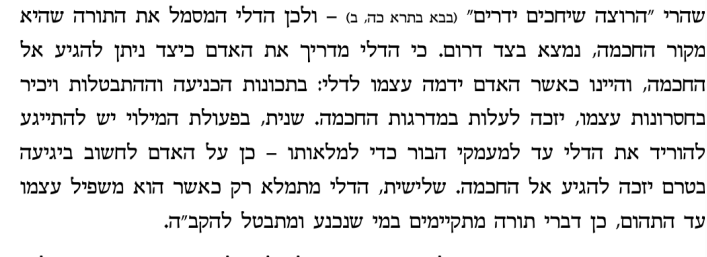 שהרי "הרוצה שיחכים ידרים" (בבא בתרא כה, ב) – ולכן הדלי המסמל את התורה שהיא
מקור החכמה, נמצא בצד דרום. כי הדלי מדריך את האדם כיצד ניתן להגיע אל
החכמה, והיינו כאשר האדם ידמה עצמו לדלי: בתכונות הכניעה וההתבטלות ויכיר
בחסרונות עצמו, יזכה לעלות במדרגות החכמה. שנית, בפעולת המילוי יש להתייגע
להוריד את הדלי עד למעמקי הבור כדי למלאותו – כן על האדם לחשוב ביגיעה
בטרם יזכה להגיע אל החכמה. שלישית, הדלי מתמלא רק כאשר הוא משפיל עצמו
עד התהום, כן דברי תורה מתקיימים במי שנכנע ומתבטל להקב"ה.